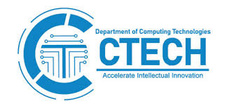 Department of Computing Technologies
CTECH
Accelerate Intellectual Innovation